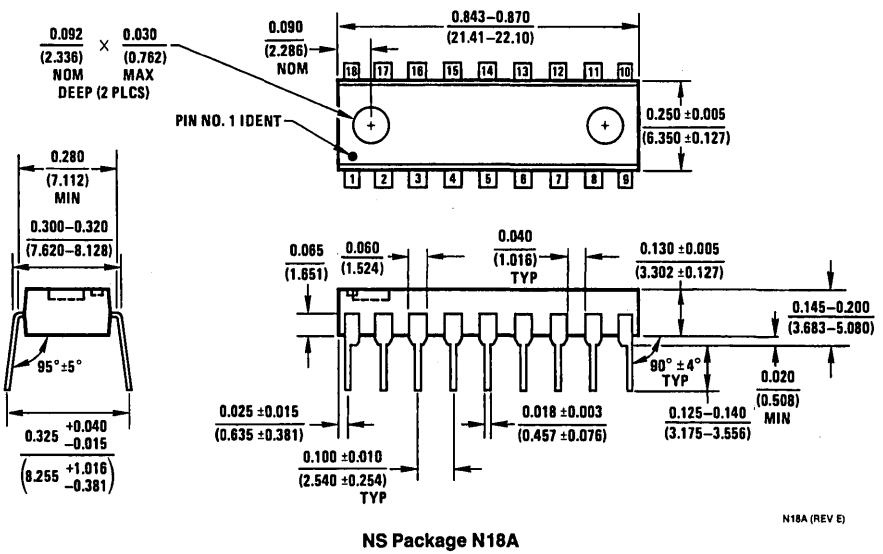 0.092 × 0.030
(2.336) (0.762)
NOM MAX
DEEP (2 PLCS)
0.090
(2.286)
NOM
0.843–0.870
(21.41–22.10)
18 17 16 15 14 13 12 11 10
PIN NO. 1 IDENT
0.250 ±0.005
(6.350 ±0.127)
1 2 3 4 5 6 7 8 9
0.280
(7.112)
MIN
0.300–0.320
(7.620–8.128)
95° ±5°
0.325 +0.040
–0.015
(8.255 +1.016
–0.381)
0.065
(1.651)
0.060
(1.524)
0.040
(1.016)
TYP
0.130 ±0.005
(3.302 ±0.127)
0.145–0.200
(3.683–5.080)
90° ±4°
TYP
0.020
(0.508)
MIN
0.125–0.140
(3.175–3.556)
0.025 ±0.015
(0.635 ±0.381)
0.018 ±0.003
(0.457 ±0.076)
0.100 ±0.010
(2.540 ±0.254)
TYP
N18A (REV E)
NS Package N18A